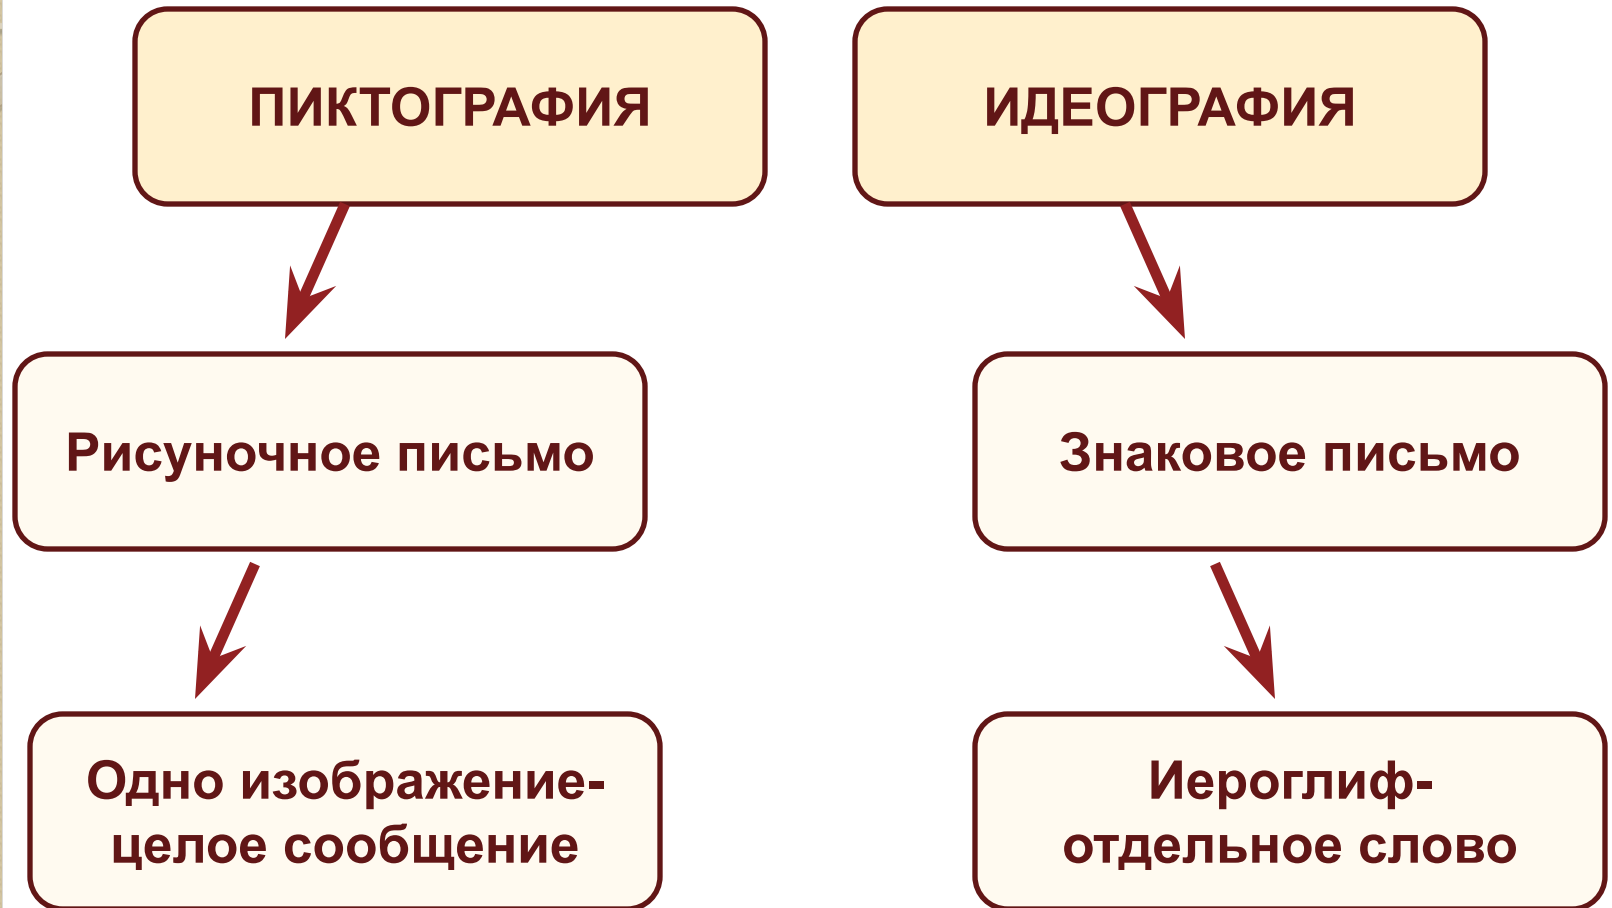 ПИКТОГРАФИЯ
ИДЕОГРАФИЯ
Рисуночное письмо
Знаковое письмо
Одно изображение-
целое сообщение
Иероглиф-
отдельное слово